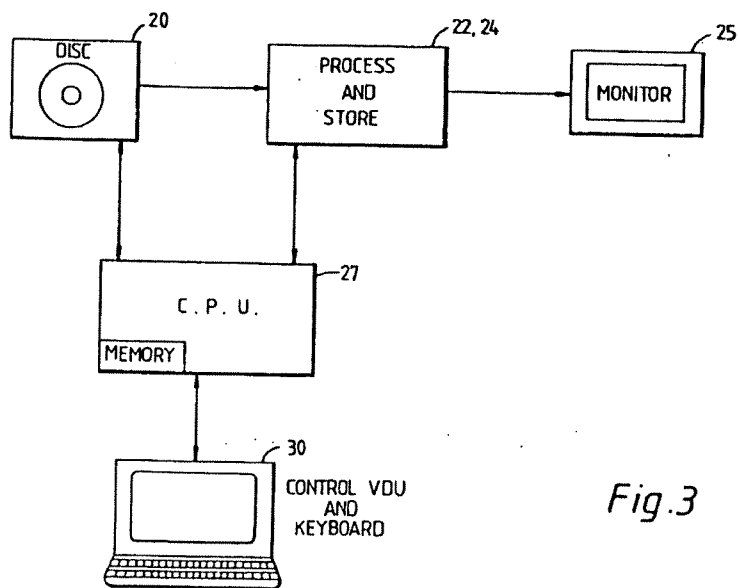 20
DISC
22, 24
PROCESS
AND
STORE
25
MONITOR
27
C. P. U.
MEMORY
30
CONTROL VDU
AND
KEYBOARD
Fig.3